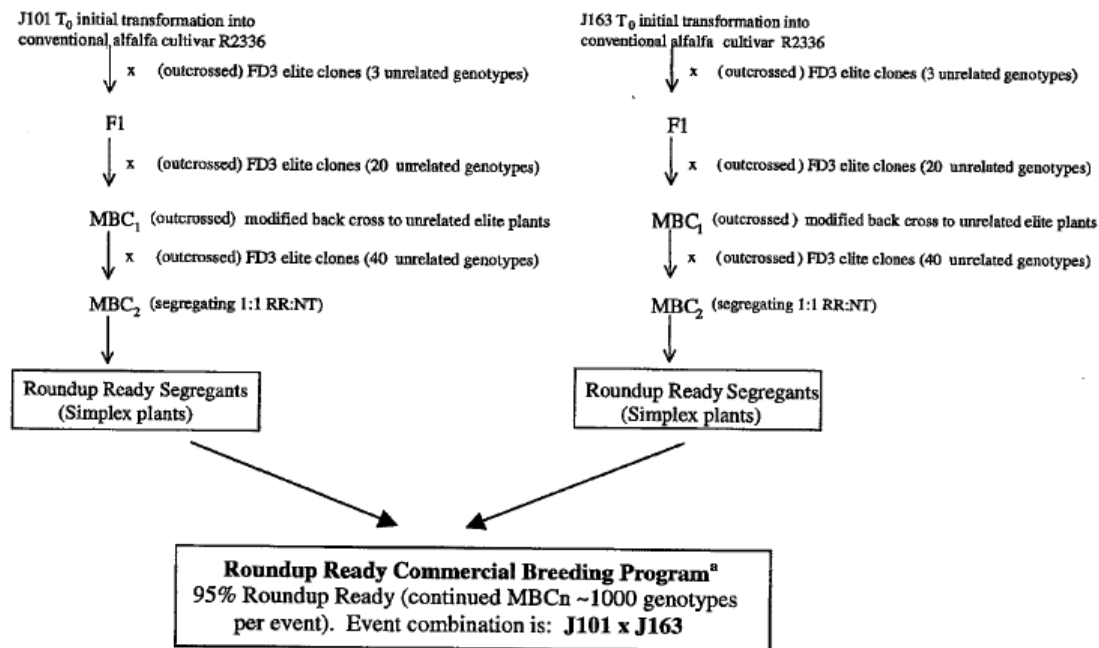 J101 T0 initial transformation into
conventional alfalfa cultivar R2336
x (outcrossed) FD3 elite clones (3 unrelated genotypes)
F1
x (outcrossed) FD3 elite clones (20 unrelated genotypes)
MBC1 (outcrossed) modified back cross to unrelated elite plants
x (outcrossed) FD3 elite clones (40 unrelated genotypes)
MBC2 (segregating 1:1 RR:NT)
Roundup Ready Segregants
(Simplex plants)
J163 T0 initial transformation into
conventional alfalfa cultivar R2336
x (outcrossed ) FD3 elite clones (3 unrelated genotypes)
F1
x (outcrossed ) FD3 elite clones (20 unrelated genotypes)
MBC1 (outcrossed ) modified back cross to unrelated elite plants
x (outcrossed ) FD3 elite clones (40 unrelated genotypes)
MBC2 (segregating 1:1 RR:NT)
Roundup Ready Segregants
(Simplex plants)
Roundup Ready Commercial Breeding Programa
95% Roundup Ready (continued MBCn ~1000 genotypes
per event). Event combination is: J101 x J163